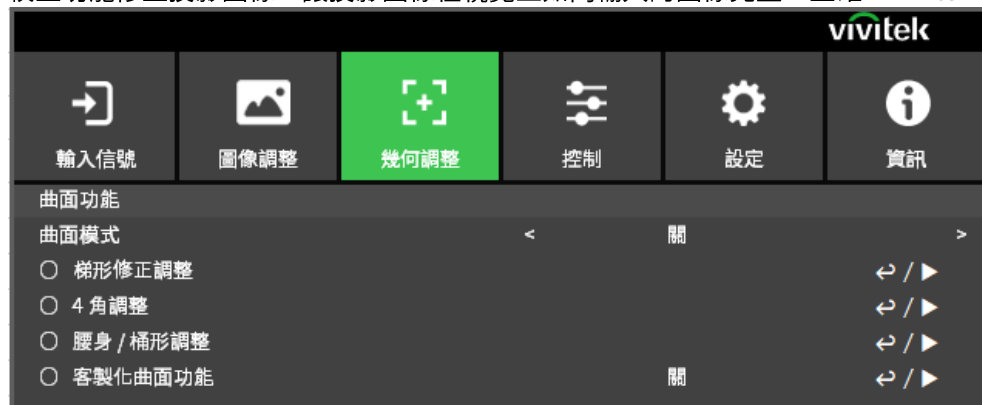 vivitek
輸入信號 圖像調整 幾何調整 控制 設定 資訊
曲面功能
曲面模式 < 關 >
梯形修正調整 /
4 角調整 /
腰身 / 桶形調整 /
客製化曲面功能 關 /